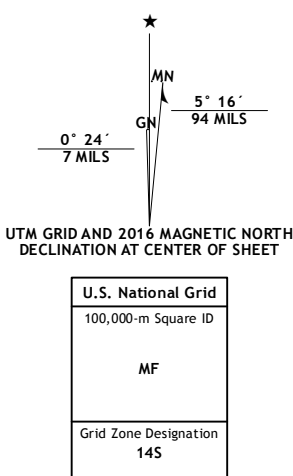 ★
MN
GN
5° 16´
94 MILS
0° 24´
7 MILS
UTM GRID AND 2016 MAGNETIC NORTH
DECLINATION AT CENTER OF SHEET
U.S. National Grid
100,000-m Square ID
MF
Grid Zone Designation
14S